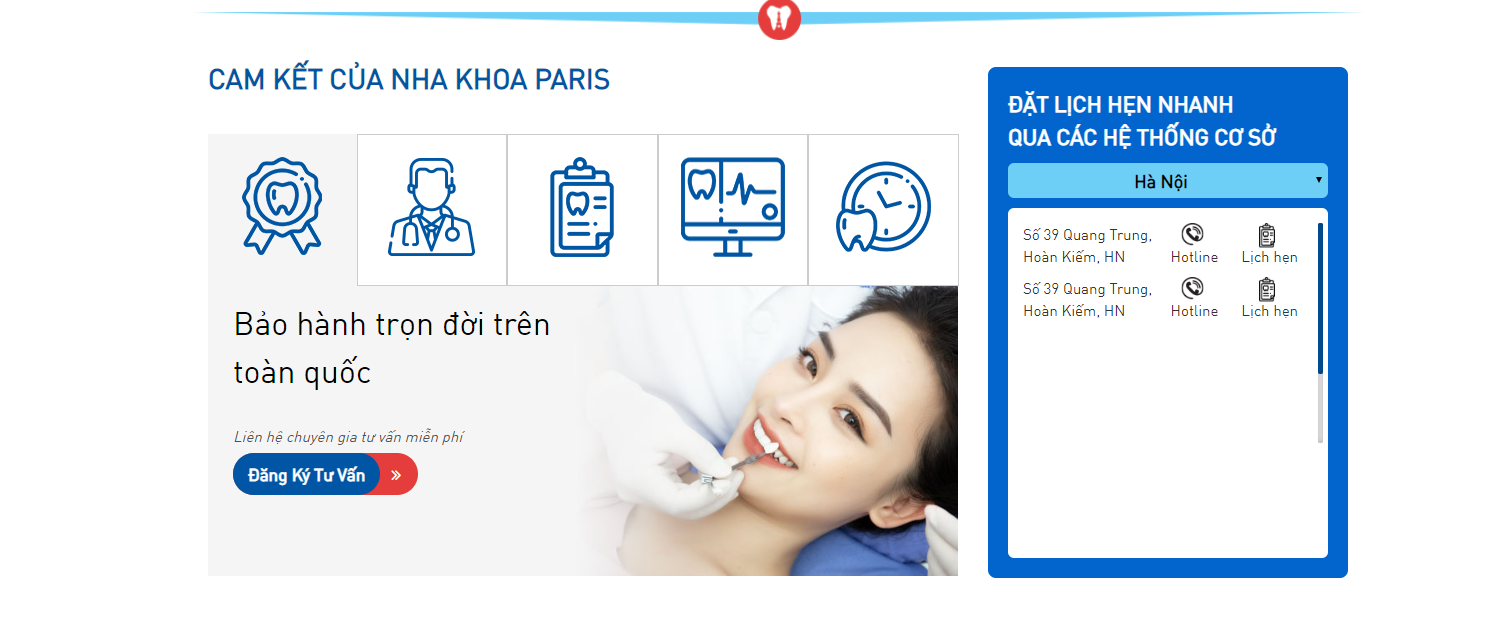 CAM KẾT CỦA NHA KHOA PARIS
Bảo hành trọn đời trên
toàn quốc
Liên hệ chuyên gia tư vấn miễn phí
Đăng Ký Tư Vấn
ĐẶT LỊCH HẸN NHANH
QUA CÁC HỆ THỐNG CƠ SỞ
Hà Nội
Số 39 Quang Trung,
Hoàn Kiếm, HN
Hotline
Lịch hẹn
Số 39 Quang Trung,
Hoàn Kiếm, HN
Hotline
Lịch hẹn